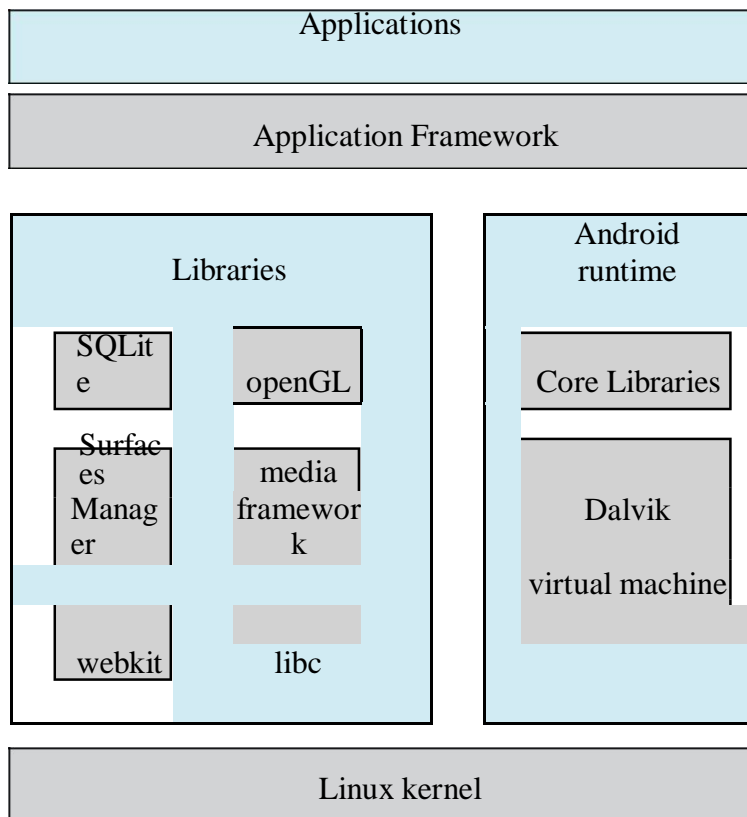 Applications
Application Framework
Libraries
SQLit
e
openGL
Surfac
es
Manag
er
media
framewor
k
webkit
libc
Android
runtime
Core Libraries
Dalvik
virtual machine
Linux kernel